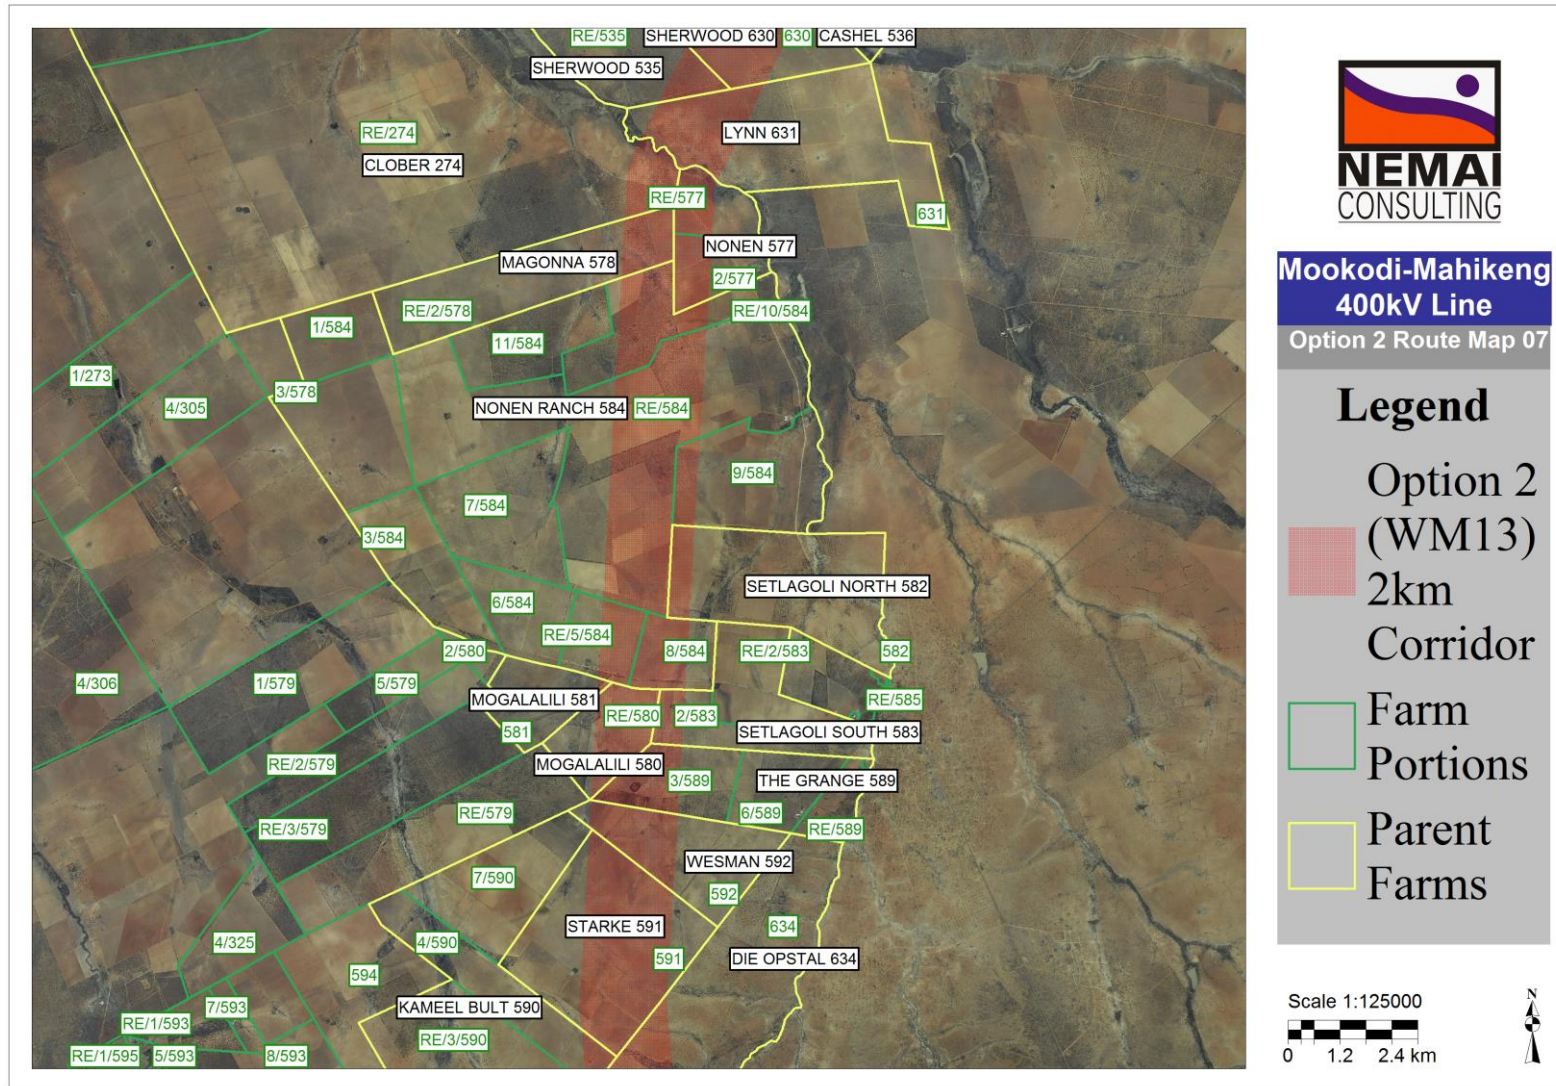 RE/535
SHERWOOD 630
630
CASHEL 536
SHERWOOD 535
RE/274
LYNN 631
CLOBER 274
RE/577
631
NONEN 577
MAGONNA 578
2/577
RE/2/578
RE/10/584
1/584
11/584
1/273
3/578
4/305
NONEN RANCH 584
RE/584
9/584
7/584
3/584
SETLAGOLI NORTH 582
6/584
RE/5/584
2/580
8/584
RE/2/583
582
4/306
1/579
5/579
MOGALALILI 581
RE/585
RE/580
2/583
581
SETLAGOLI SOUTH 583
RE/2/579
MOGALALILI 580
3/589
THE GRANGE 589
RE/579
6/589
RE/3/579
RE/589
WESMAN 592
7/590
592
STARKE 591
634
4/325
4/590
591
DIE OPSTAL 634
594
7/593
KAMEEL BULT 590
RE/1/593
RE/3/590
RE/1/595
5/593
8/593
NEMAI
CONSULTING
Mookodi-Mahikeng
400kV Line
Option 2 Route Map 07
Legend
Option 2
(WM13)
2km
Corridor
Farm
Portions
Parent
Farms
Scale 1:125000
0 1.2 2.4 km
N